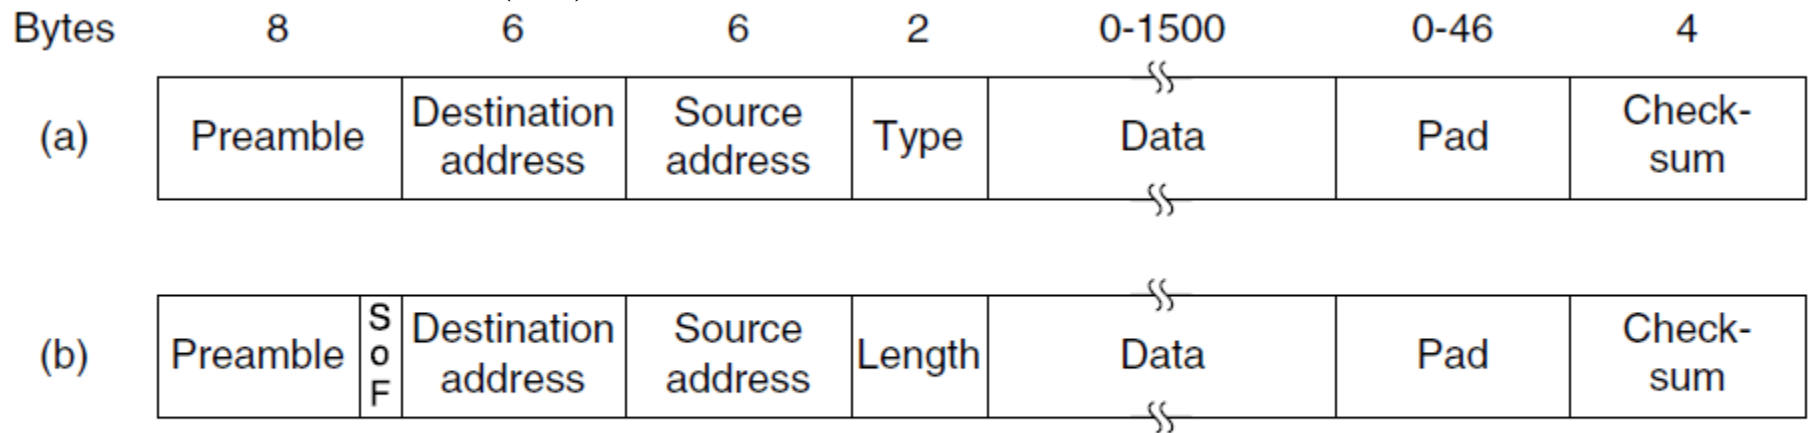 Bytes 8 6 6 2 0-1500 0-46 4
(a) Preamble Destination address Source address Type Data Pad Check-sum
(b) Preamble SoF Destination address Source address Length Data Pad Check-sum